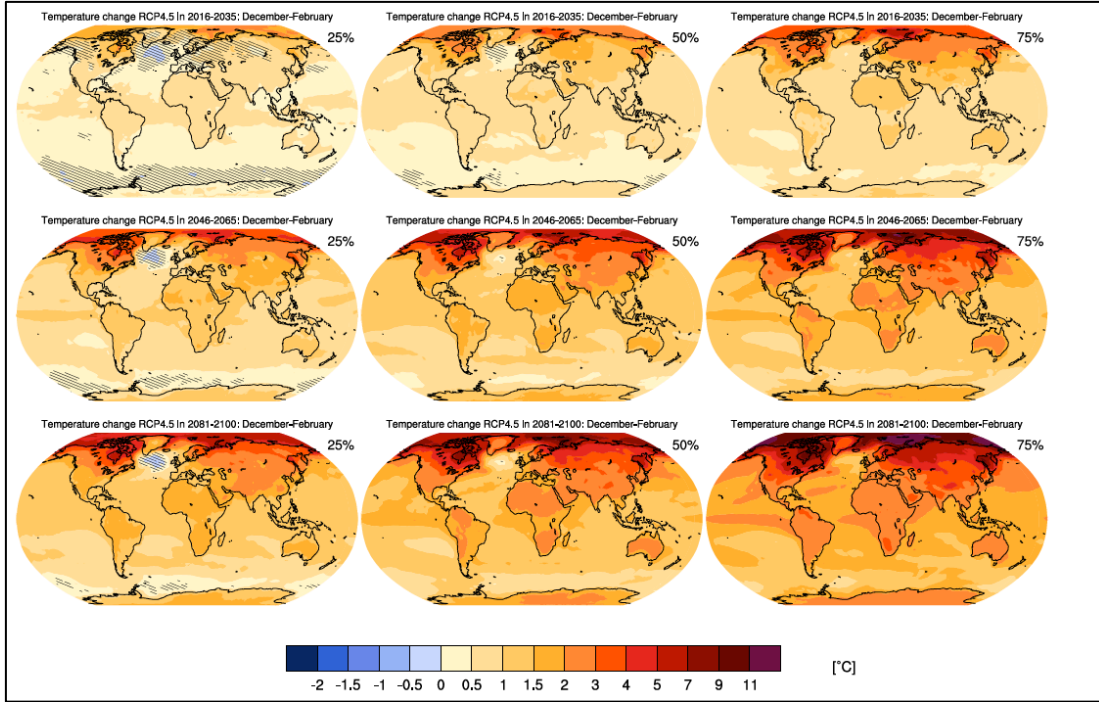 Temperature change RCP4.5 in 2016-2035: December-February
25%
Temperature change RCP4.5 in 2016-2035: December-February
50%
Temperature change RCP4.5 in 2016-2035: December-February
75%
Temperature change RCP4.5 in 2046-2065: December-February
25%
Temperature change RCP4.5 in 2046-2065: December-February
50%
Temperature change RCP4.5 in 2046-2065: December-February
75%
Temperature change RCP4.5 in 2081-2100: December-February
25%
Temperature change RCP4.5 in 2081-2100: December-February
50%
Temperature change RCP4.5 in 2081-2100: December-February
75%
-2 -1.5 -1 -0.5 0 0.5 1 1.5 2 3 4 5 7 9 11 [°C]